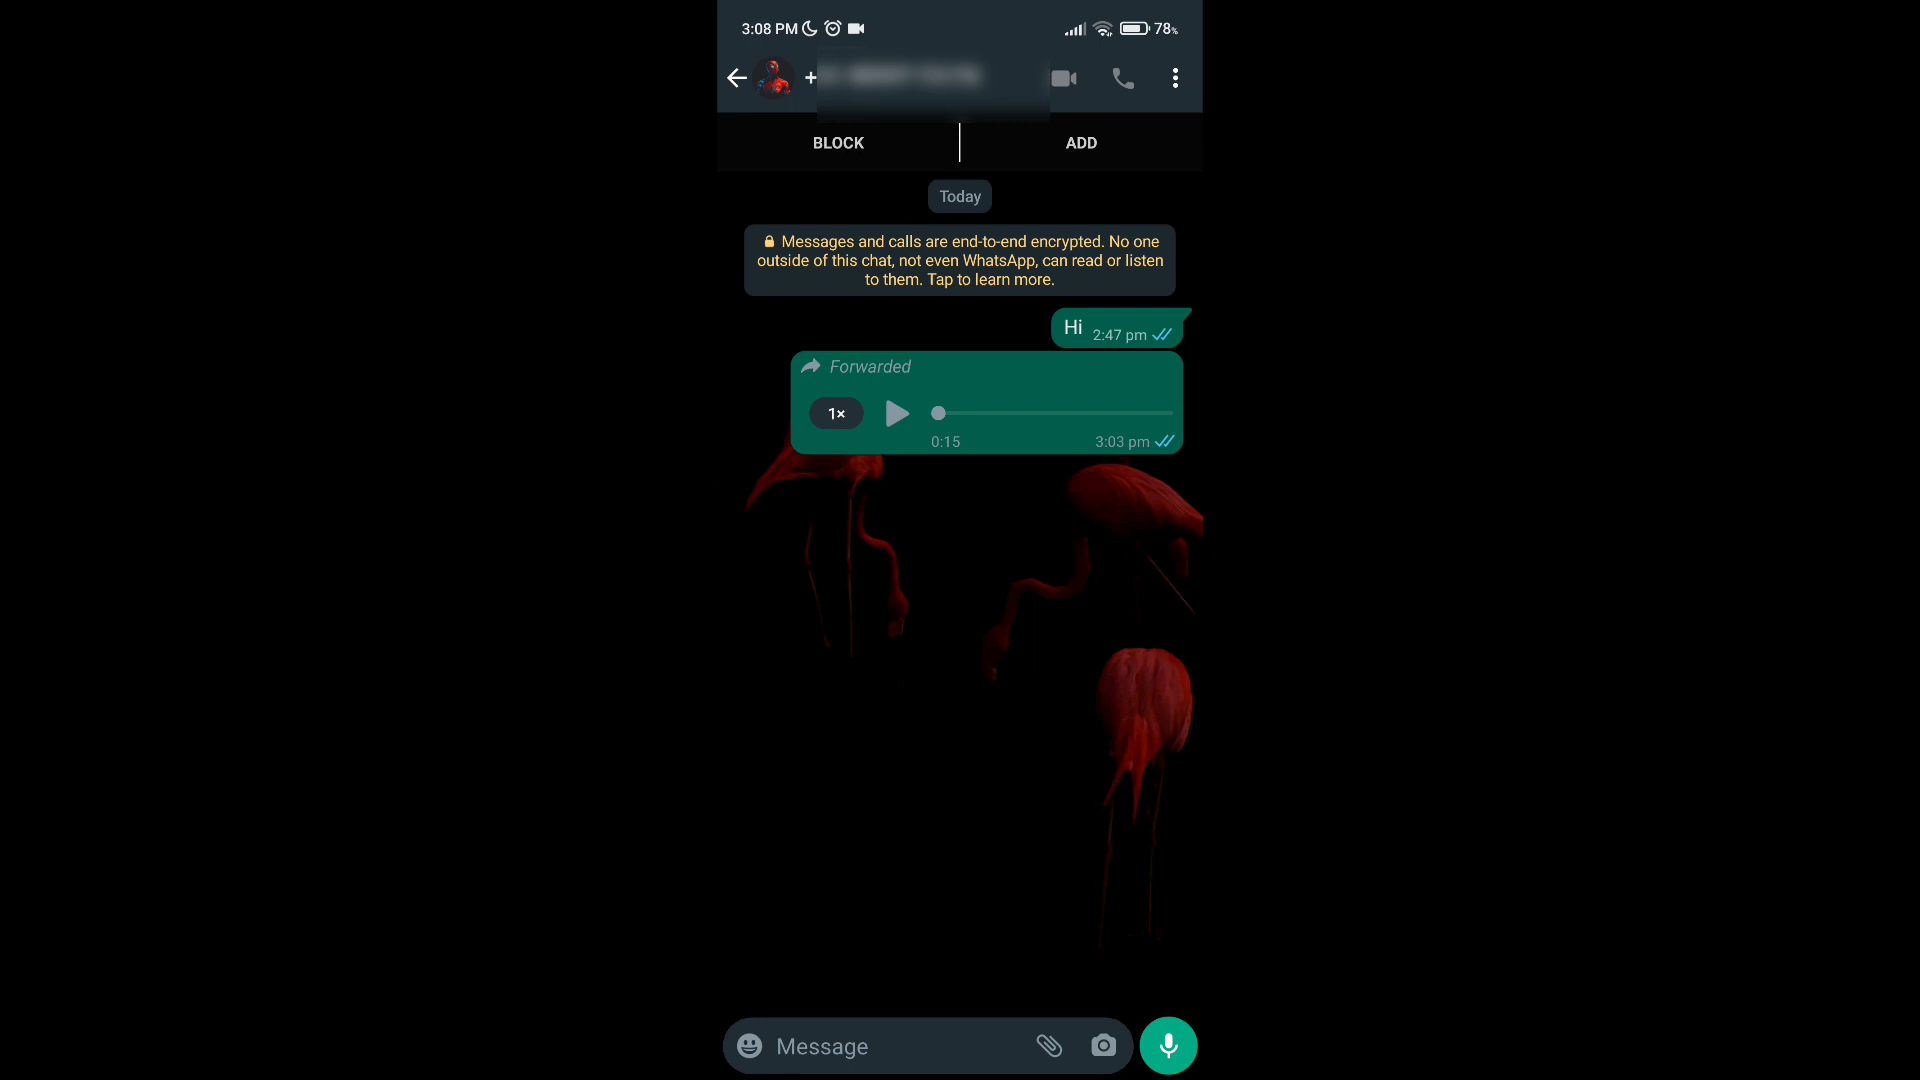 3:08 PM 78%
+
BLOCK ADD
Today
Messages and calls are end-to-end encrypted. No one
outside of this chat, not even WhatsApp, can read or listen
to them. Tap to learn more.
Hi 2:47 pm
Forwarded
1×
0:15 3:03 pm
Message